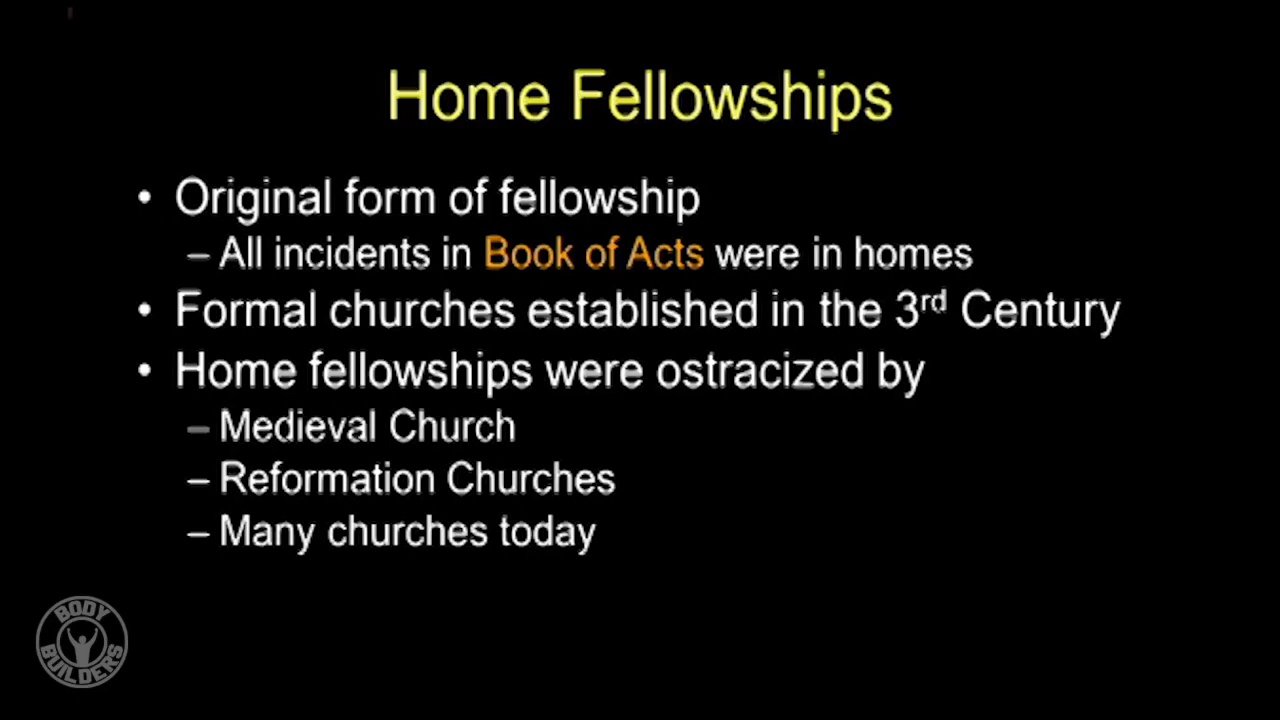 Home Fellowships
• Original form of fellowship
– All incidents in Book of Acts were in homes
• Formal churches established in the 3rd Century
• Home fellowships were ostracized by
– Medieval Church
– Reformation Churches
– Many churches today
BODY
BUILDERS